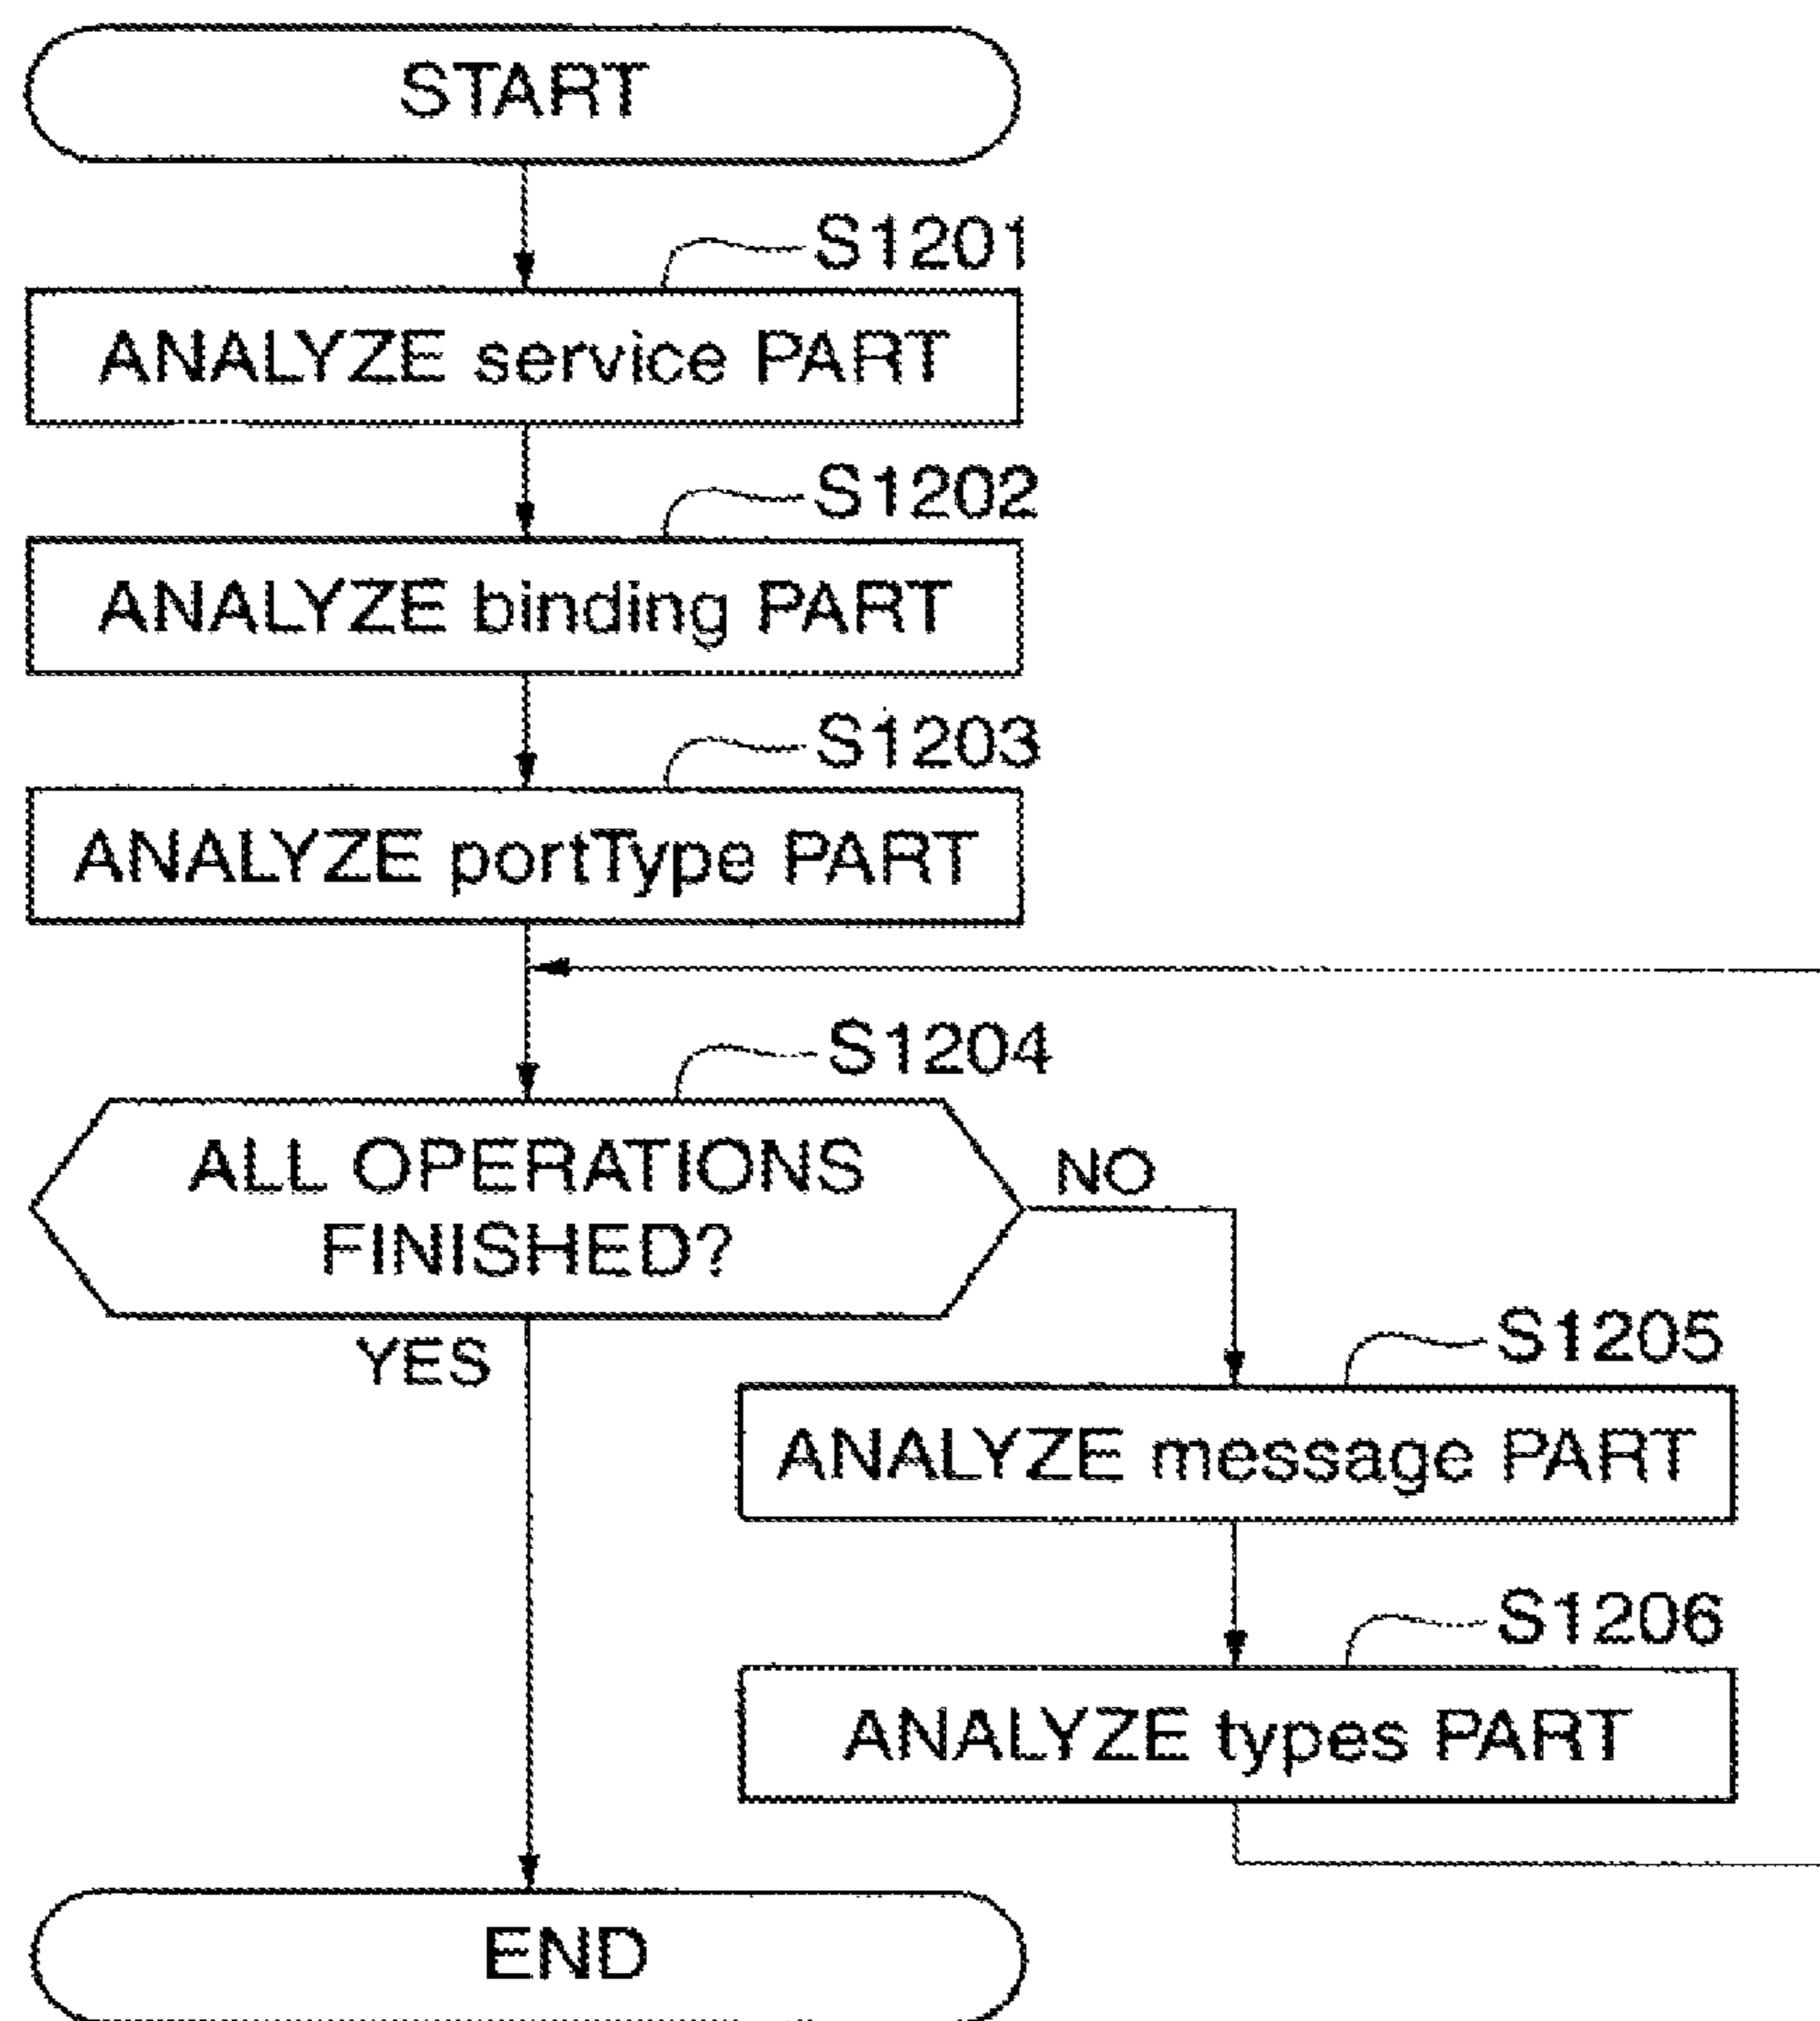 START
S1201
ANALYZE service PART
S1202
ANALYZE binding PART
S1203
ANALYZE portType PART
S1204
ALL OPERATIONS
FINISHED?
NO
YES
S1205
ANALYZE message PART
S1206
ANALYZE types PART
END